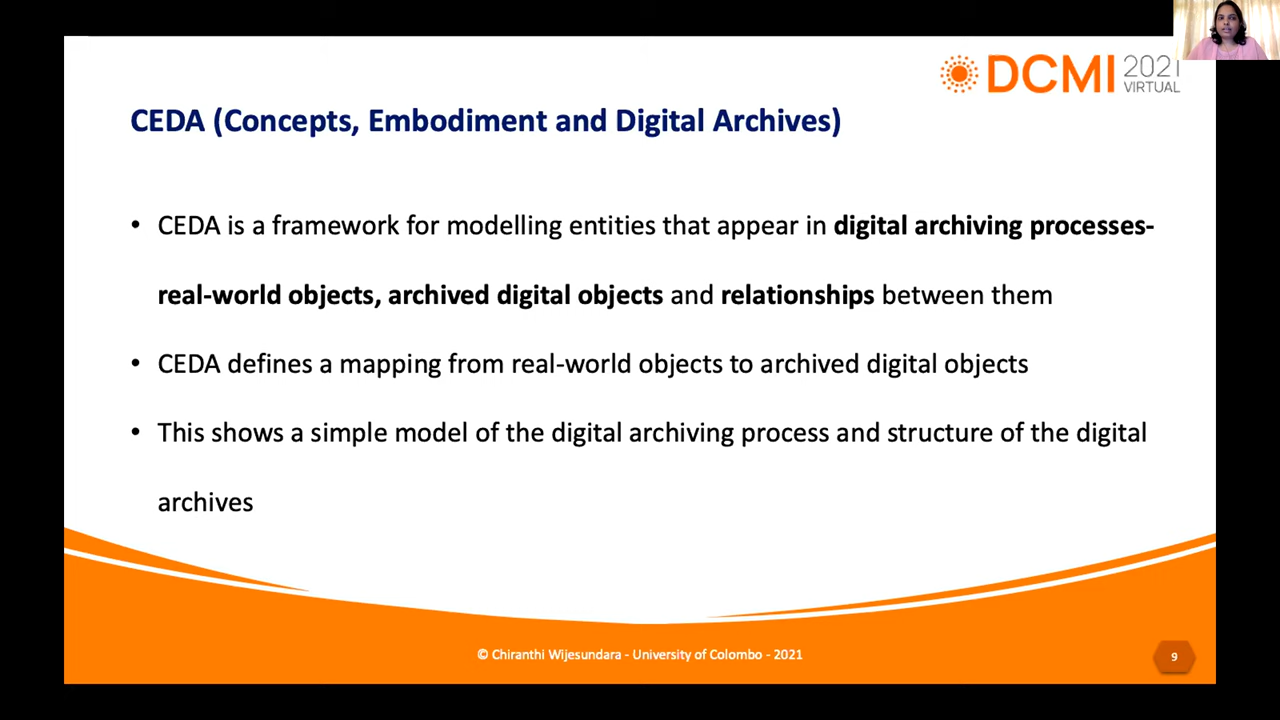 DCMI 2021
VIRTUAL
CEDA (Concepts, Embodiment and Digital Archives)
• CEDA is a framework for modelling entities that appear in digital archiving processes-
real-world objects, archived digital objects and relationships between them
• CEDA defines a mapping from real-world objects to archived digital objects
• This shows a simple model of the digital archiving process and structure of the digital
archives
© Chiranthi Wijesundara - University of Colombo - 2021
9